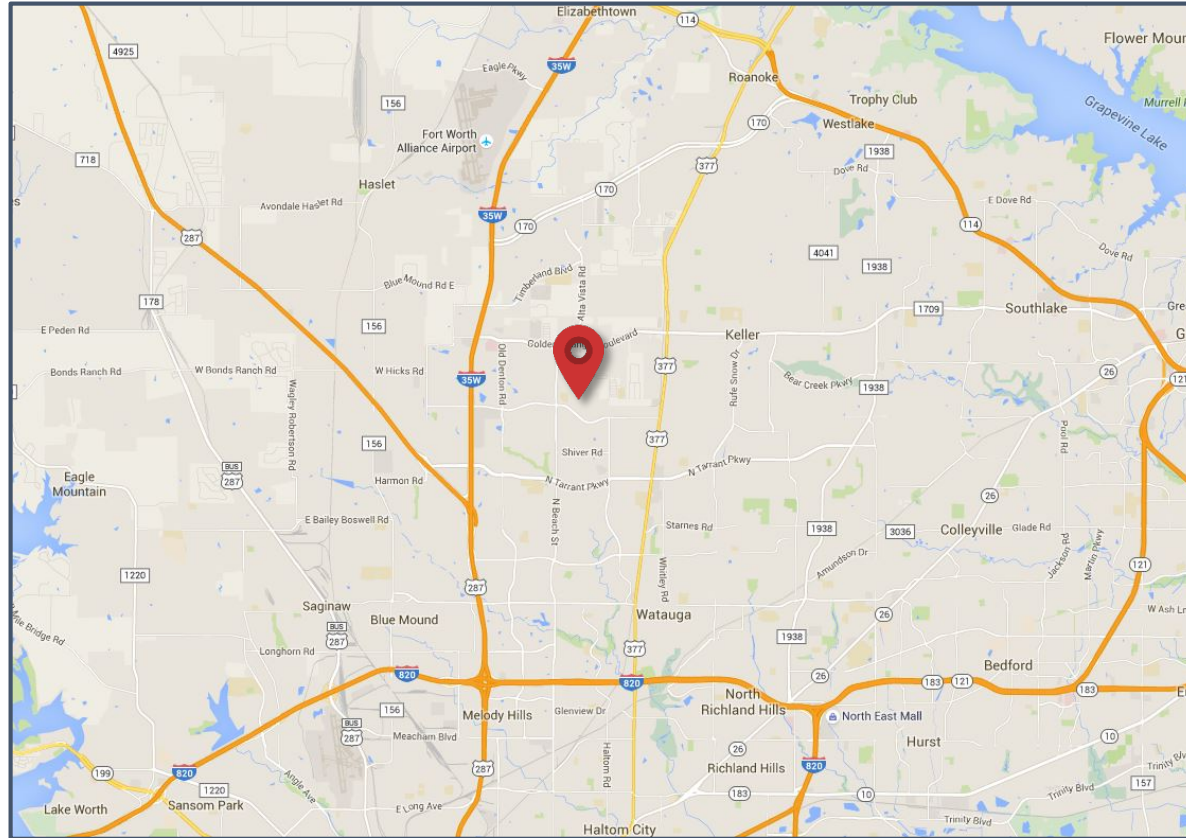 Elizabethtown
114
Flower Mour
4925
35W
Eagle Pkwy
Roanoke
156
Trophy Club
Grapevine Lake
Murrell
170
Westlake
Fort Worth
Alliance Airport
1938
718
377
Dove Rd
Haslet
170
E Dove Rd
Avondale Haslet Rd
35W
170
114
287
Dove Rd
4041
1938
Timberland Blvd
Alta Vista Rd
Blue Mound Rd E
178
Southlake
1709
E Peden Rd
156
Keller
Golden
oulevard
G
377
Bonds Ranch Rd
W Bonds Ranch Rd
W Hicks Rd
35W
Old Denton Rd
Rufe Snow Dr
Bear Creek Pkwy
1938
26
121
Wagley Robertson Rd
377
156
Pool Rd
Shiver Rd
N Tarrant Pkwy
BUS
287
Eagle
Mountain
Harmon Rd
N Tarrant Pkwy
26
N Beach St
E Bailey Boswell Rd
Starnes Rd
1938
3036
Colleyville
Glade Rd
Jackson Rd
Martin Pkwy
Amundson Dr
121
1220
287
Whitley Rd
Saginaw
Blue Mound
Watauga
26
W Ash Ln
Bridge Rd
BUS
287
1938
377
Longhorn Rd
820
820
26
183
121
Bedford
183
North
Richland Hills
156
Melody Hills
Glenview Dr
North East Mall
BUS
287
Meacham Blvd
Haltom Rd
26
Hurst
10
199
820
287
Richland Hills
820
Trinity Blvd
157
1220
Angle Ave
183
10
Lake Worth
Sansom Park
E Long Ave
Trinity Blvd
Haltom City